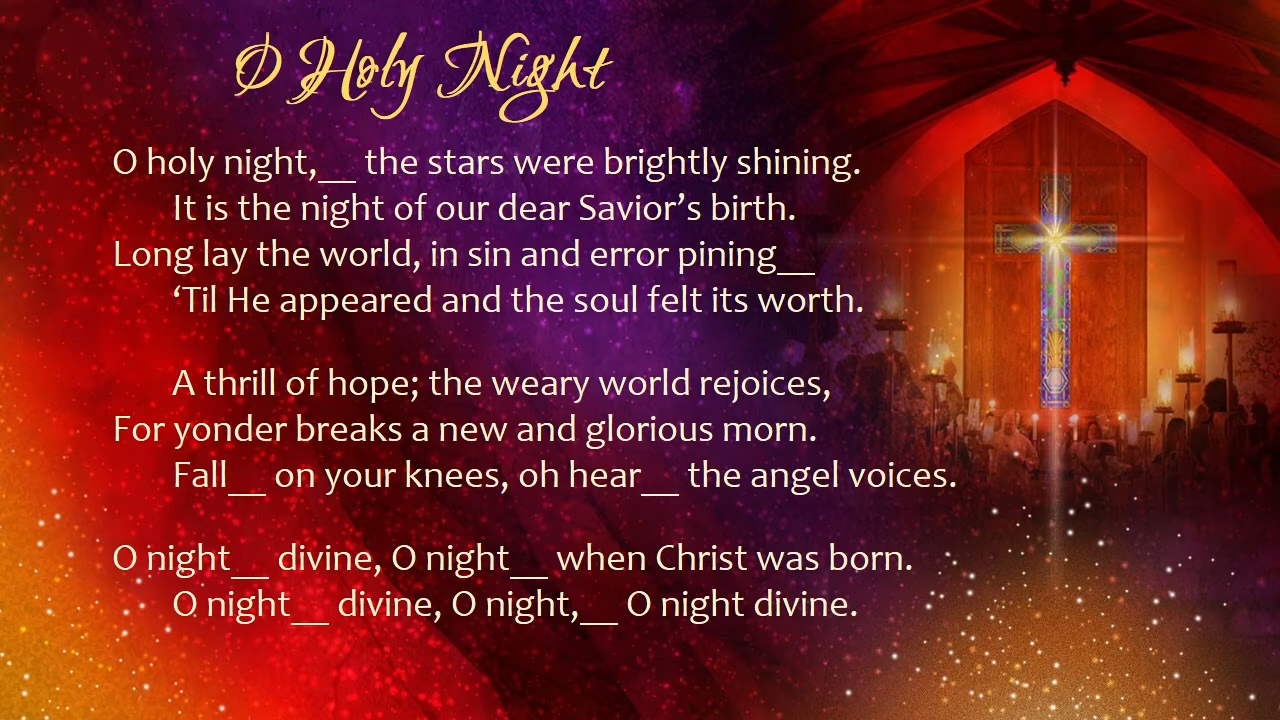 O Holy Night
O holy night,__ the stars were brightly shining.
It is the night of our dear Savior’s birth.
Long lay the world, in sin and error pining__
‘Til He appeared and the soul felt its worth.
A thrill of hope; the weary world rejoices,
For yonder breaks a new and glorious morn.
Fall__ on your knees, oh hear__ the angel voices.
O night__ divine, O night__ when Christ was born.
O night__ divine, O night,__ O night divine.